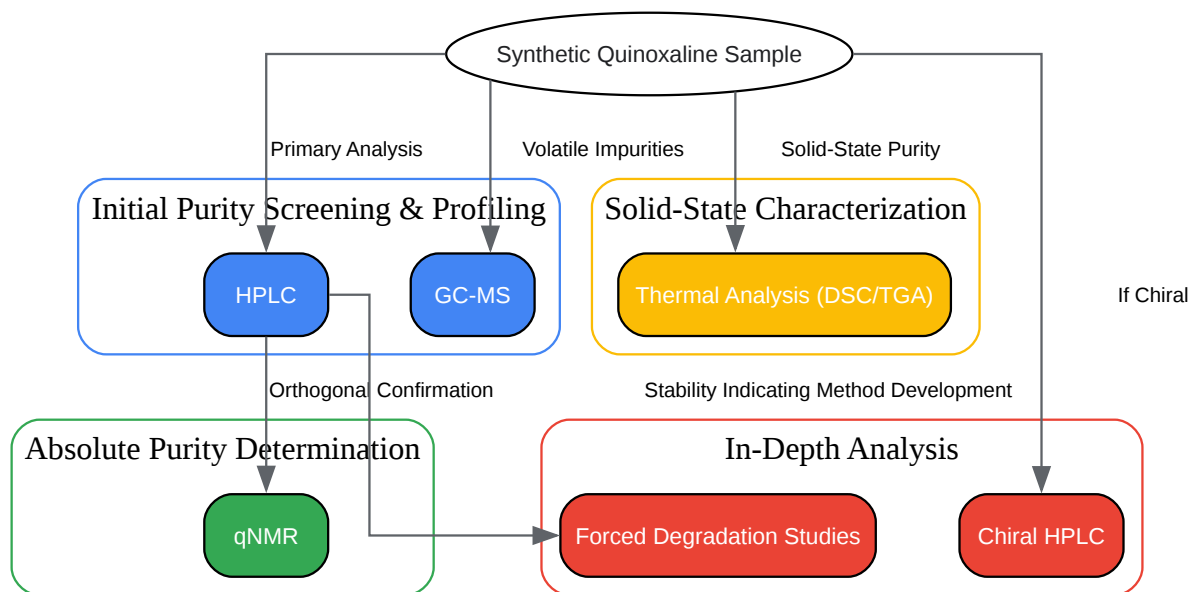 Synthetic Quinoxaline Sample
Primary Analysis
Volatile Impurities
Solid-State Purity
Initial Purity Screening & Profiling
Solid-State Characterization
HPLC
GC-MS
Thermal Analysis (DSC/TGA)
If Chiral
Orthogonal Confirmation
Stability Indicating Method Development
Absolute Purity Determination
In-Depth Analysis
qNMR
Forced Degradation Studies
Chiral HPLC